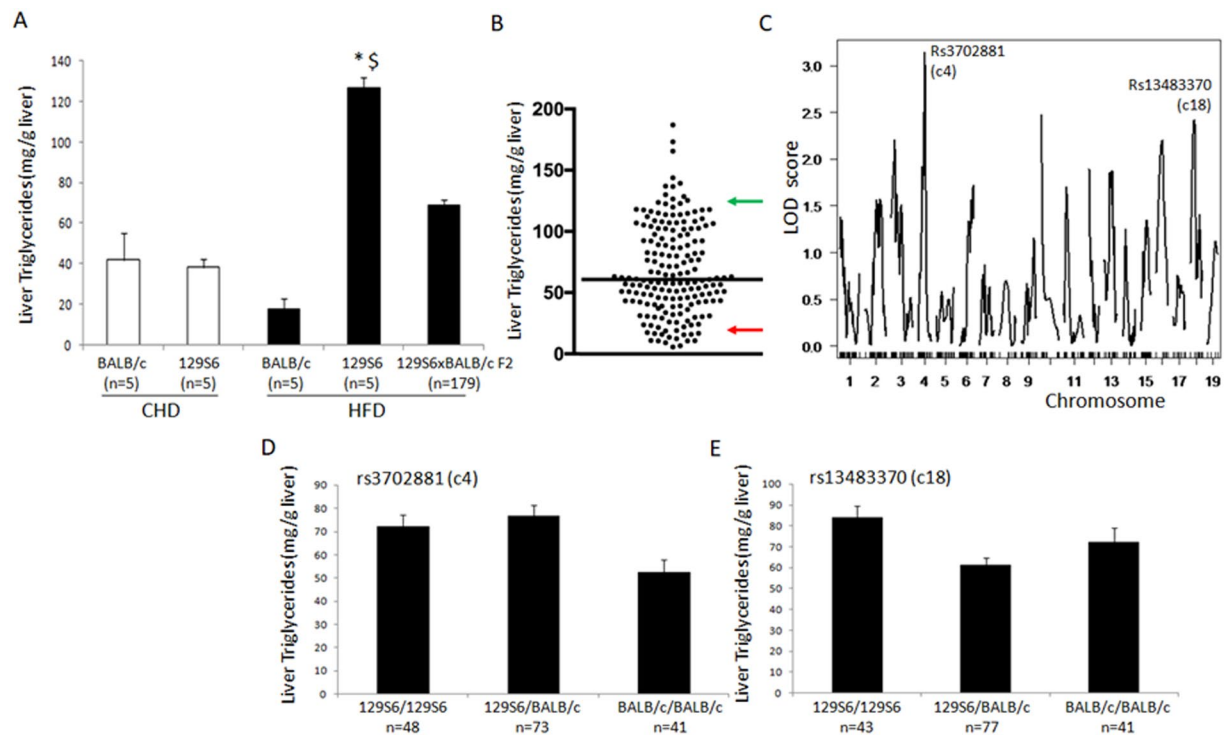 A
Liver Triglycerides(mg/g liver)
140
120
100
80
60
40
20
0
* $
BALB/c
(n=5)
129S6
(n=5)
BALB/c
(n=5)
129S6
(n=5)
129S6xBALB/c F2
(n=179)
CHD
HFD
B
Liver Triglycerides(mg/g liver)
200
150
100
50
0
C
LOD score
3.0
2.5
2.0
1.5
1.0
0.5
0.0
Rs3702881
(c4)
Rs13483370
(c18)
1 2 3 4 5 6 7 8 9 11 13 15 17 19
Chromosome
D
rs3702881 (c4)
Liver Triglycerides(mg/g liver)
90
80
70
60
50
40
30
20
10
0
129S6/129S6
n=48
129S6/BALB/c
n=73
BALB/c/BALB/c
n=41
E
rs13483370 (c18)
Liver Triglycerides(mg/g liver)
100
90
80
70
60
50
40
30
20
10
0
129S6/129S6
n=43
129S6/BALB/c
n=77
BALB/c/BALB/c
n=41